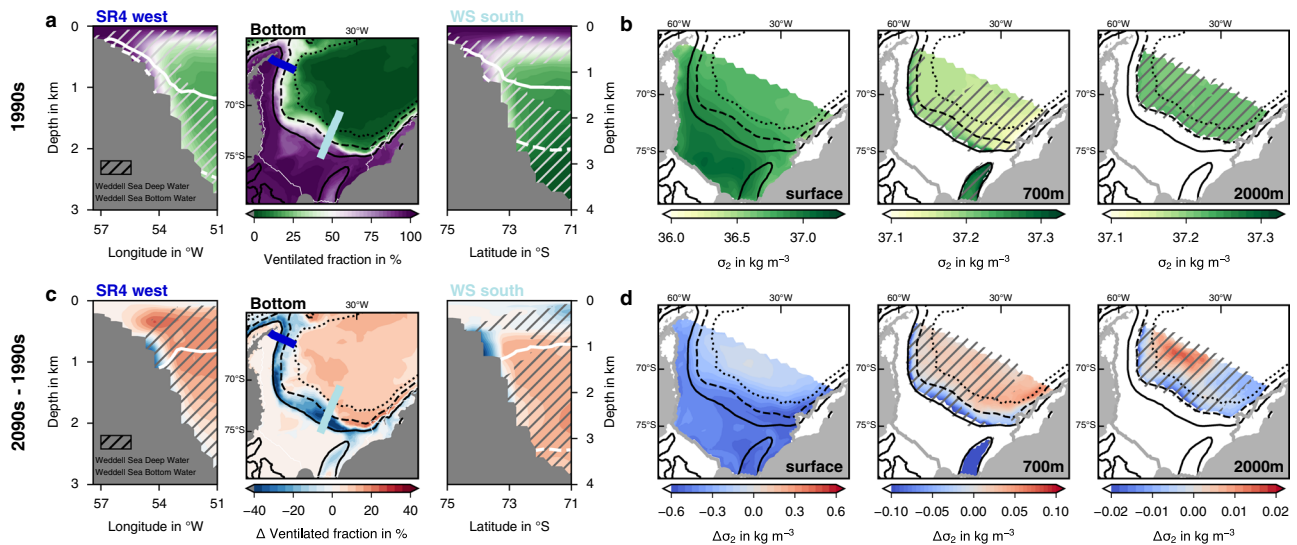 a
SR4 west
WS south
b
1990s
Depth in km
0
1
2
3
57
54
51
Longitude in °W
Weddell Sea Deep Water
Weddell Sea Bottom Water
Bottom
30°W
70°S
75°S
0
25
50
75
100
Ventilated fraction in %
Depth in km
0
1
2
3
4
75
73
71
Latitude in °S
60°W
30°W
70°S
75°S
surface
36.0
36.5
37.0
σ2 in kg m−3
60°W
30°W
70°S
75°S
700m
37.1
37.2
37.3
σ2 in kg m−3
60°W
30°W
70°S
75°S
2000m
37.1
37.2
37.3
σ2 in kg m−3
c
SR4 west
WS south
d
2090s - 1990s
Depth in km
0
1
2
3
57
54
51
Longitude in °W
Weddell Sea Deep Water
Weddell Sea Bottom Water
Bottom
30°W
70°S
75°S
−40
−20
0
20
40
Δ Ventilated fraction in %
Depth in km
0
1
2
3
4
75
73
71
Latitude in °S
60°W
30°W
70°S
75°S
surface
−0.6
−0.3
0.0
0.3
0.6
Δσ2 in kg m−3
60°W
30°W
70°S
75°S
700m
−0.10
−0.05
0.00
0.05
0.10
Δσ2 in kg m−3
60°W
30°W
70°S
75°S
2000m
−0.02
−0.01
0.00
0.01
0.02
Δσ2 in kg m−3